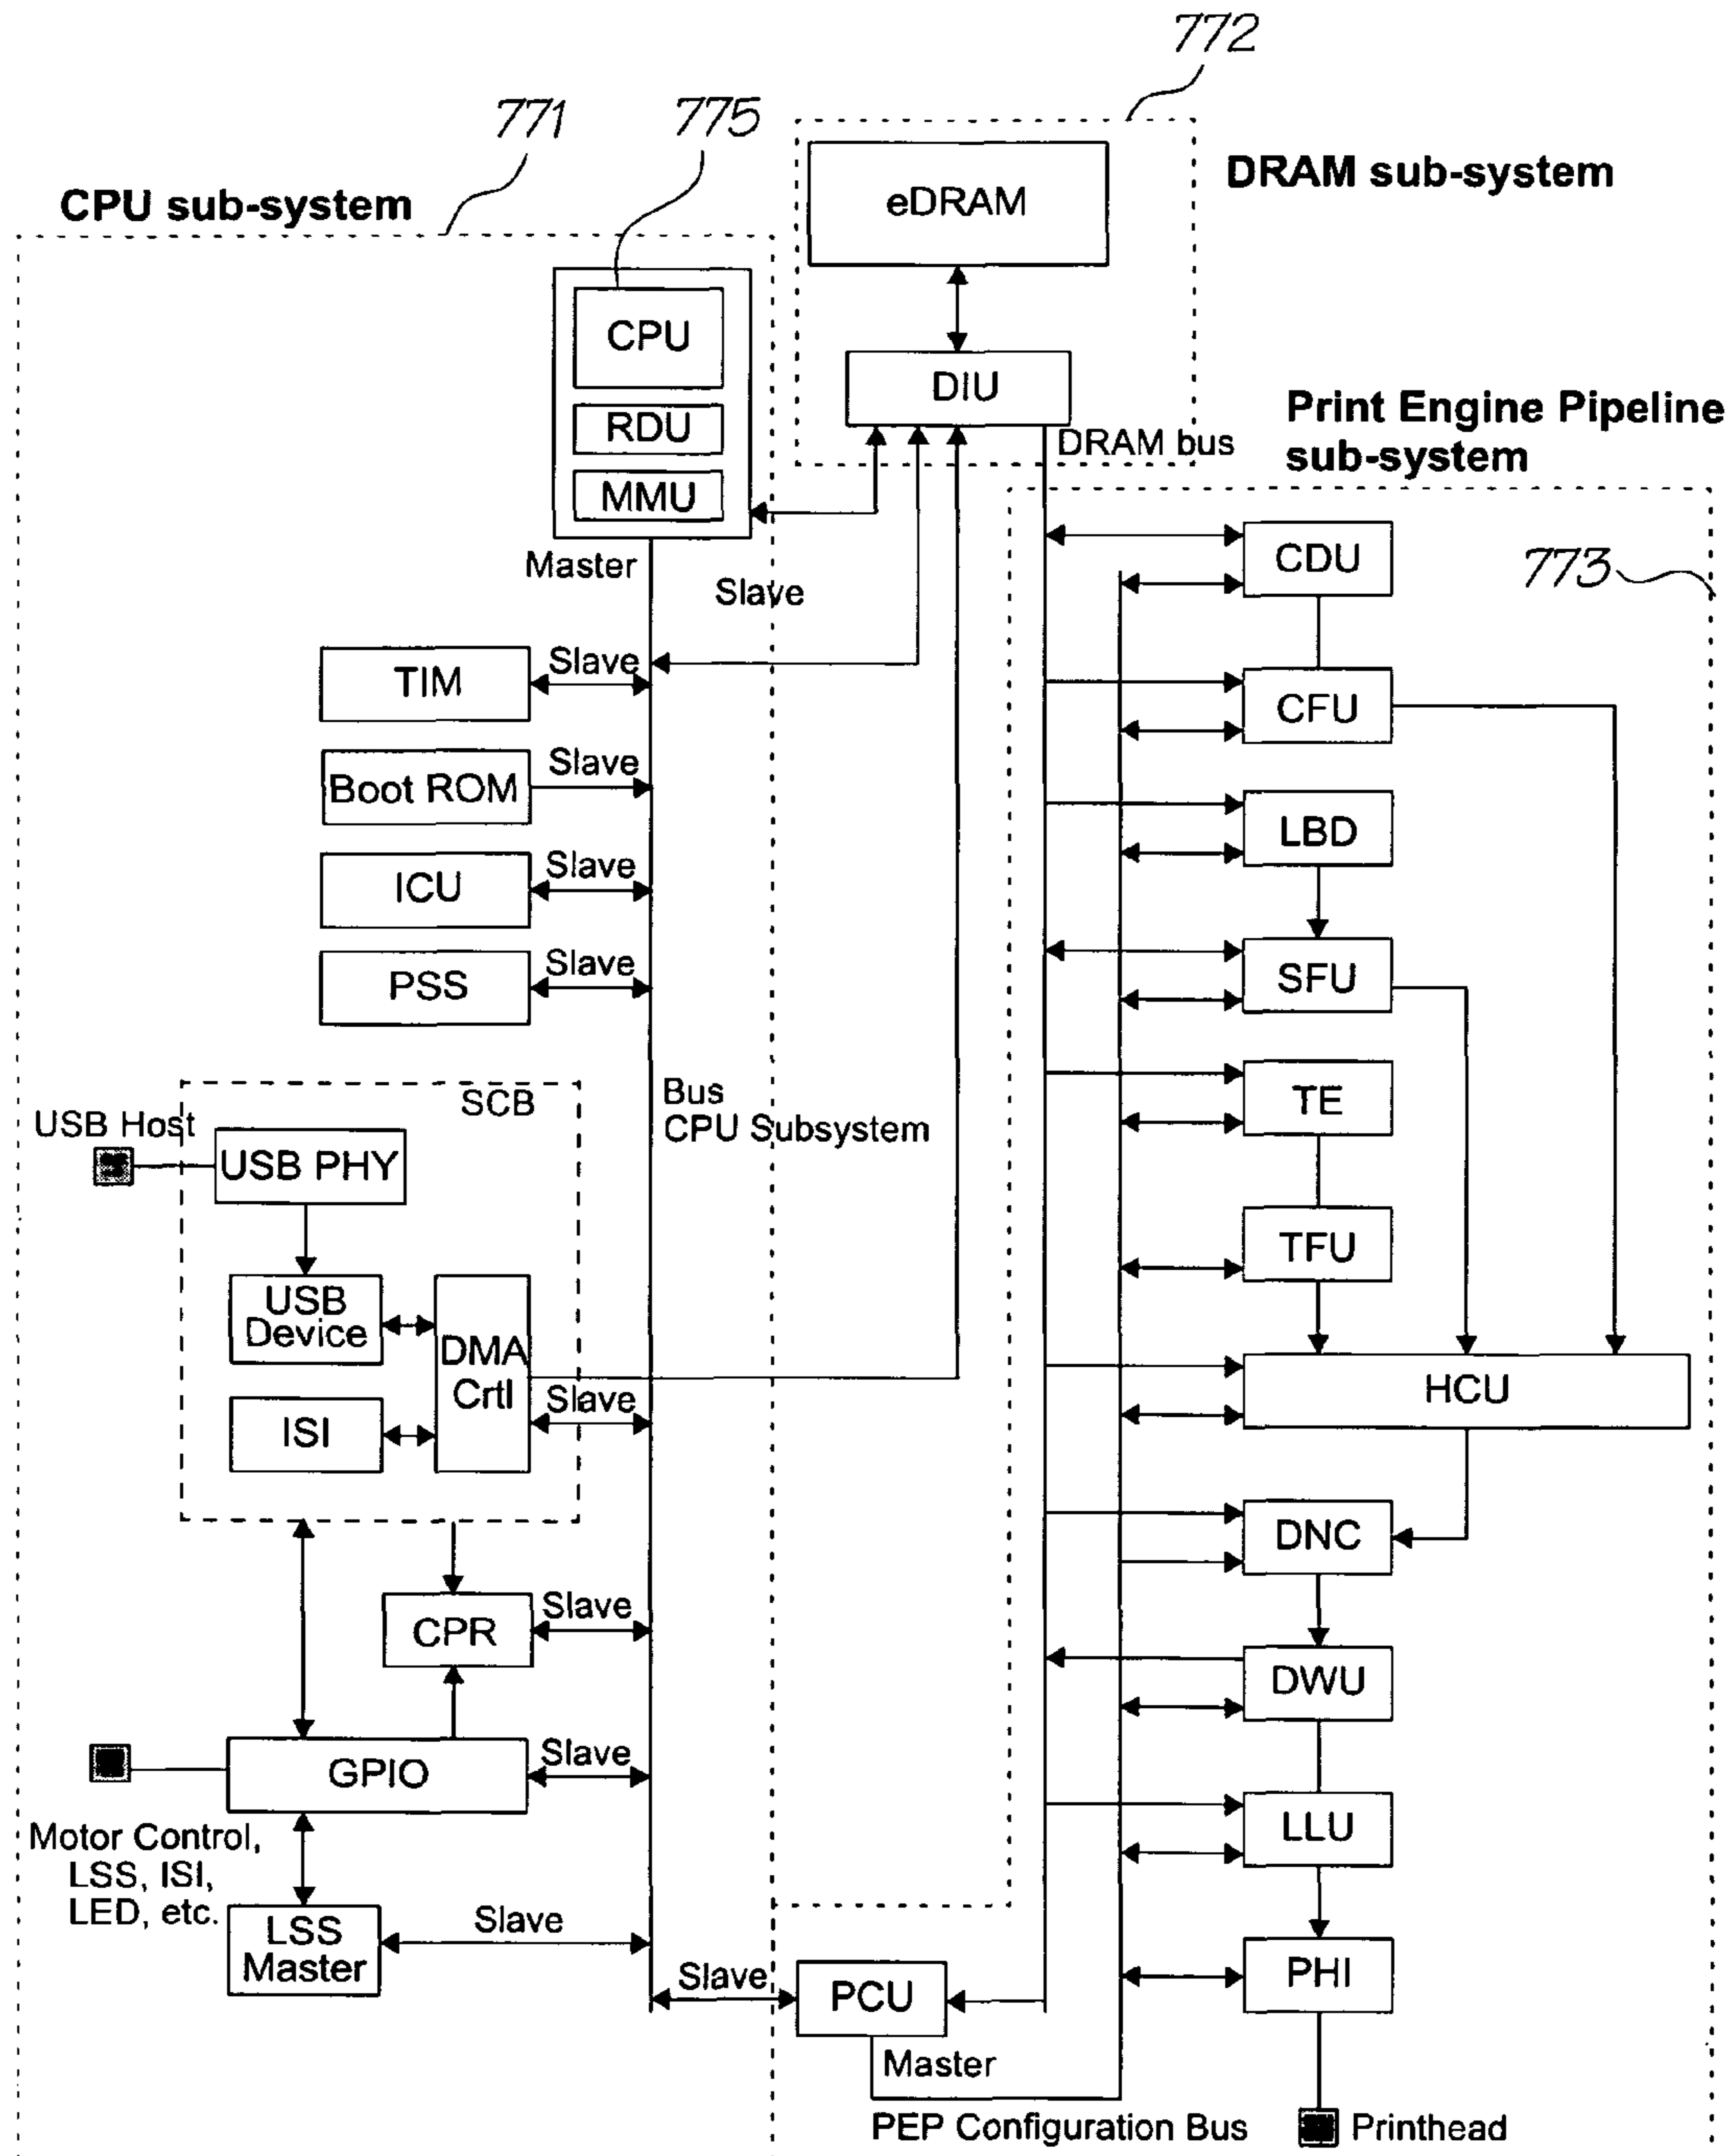 772
771
775
DRAM sub-system
CPU sub-system
eDRAM
CPU
DIU
RDU
DRAM bus
MMU
Print Engine Pipeline
sub-system
Master
Slave
CDU
773
TIM
Slave
CFU
Boot ROM
Slave
LBD
ICU
Slave
PSS
Slave
SFU
SCB
Bus
CPU Subsystem
TE
USB Host
USB PHY
TFU
USB
Device
DMA
Crtl
Slave
HCU
ISI
DNC
CPR
Slave
DWU
GPIO
Slave
LLU
Motor Control,
LSS, ISI,
LED, etc.
LSS
Master
Slave
PHI
Slave
PCU
Master
PEP Configuration Bus
Printhead